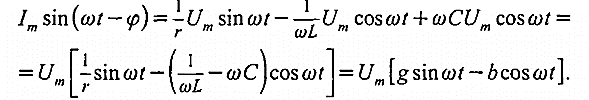 I_m sin(ωt−φ) = 1/r U_m sin ωt − 1/ωL U_m cos ωt + ωCU_m cos ωt =
= U_m [1/r sin ωt − (1/ωL − ωC) cos ωt] = U_m [g sin ωt − b cos ωt].